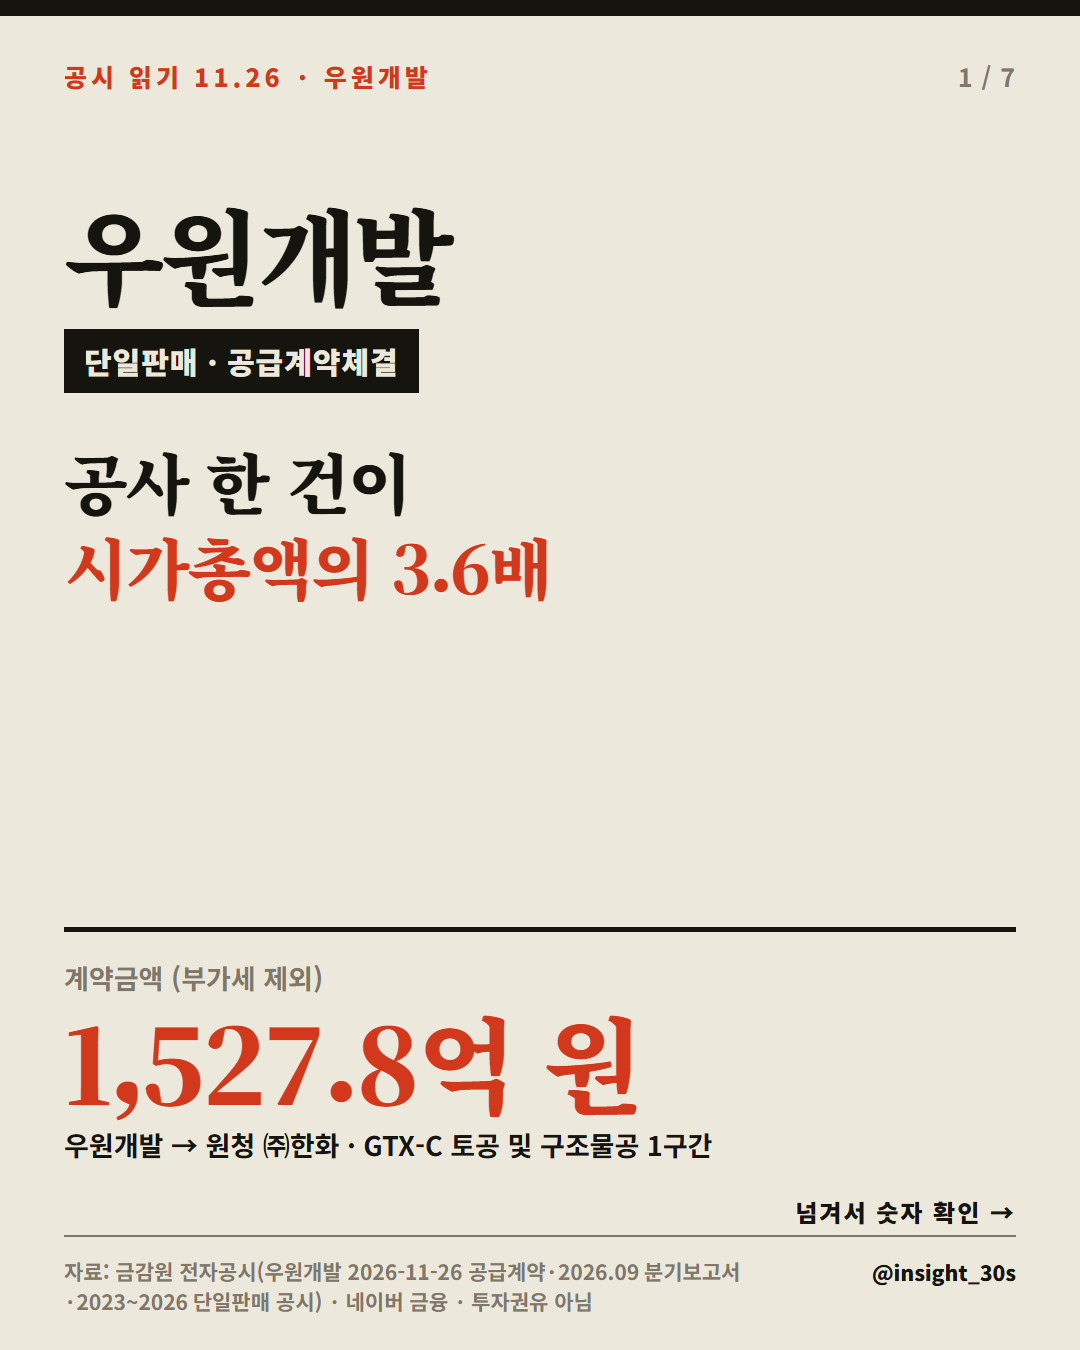 공시 읽기 11.26 · 우원개발
1 / 7
우원개발
단일판매 · 공급계약체결
공사 한 건이
시가총액의 3.6배
계약금액 (부가세 제외)
1,527.8억 원
우원개발 → 원청 ㈜한화 · GTX-C 토공 및 구조물공 1구간
넘겨서 숫자 확인 →
자료: 금감원 전자공시(우원개발 2026-11-26 공급계약·2026.09 분기보고서
·2023~2026 단일판매 공시) · 네이버 금융 · 투자권유 아님
@insight_30s